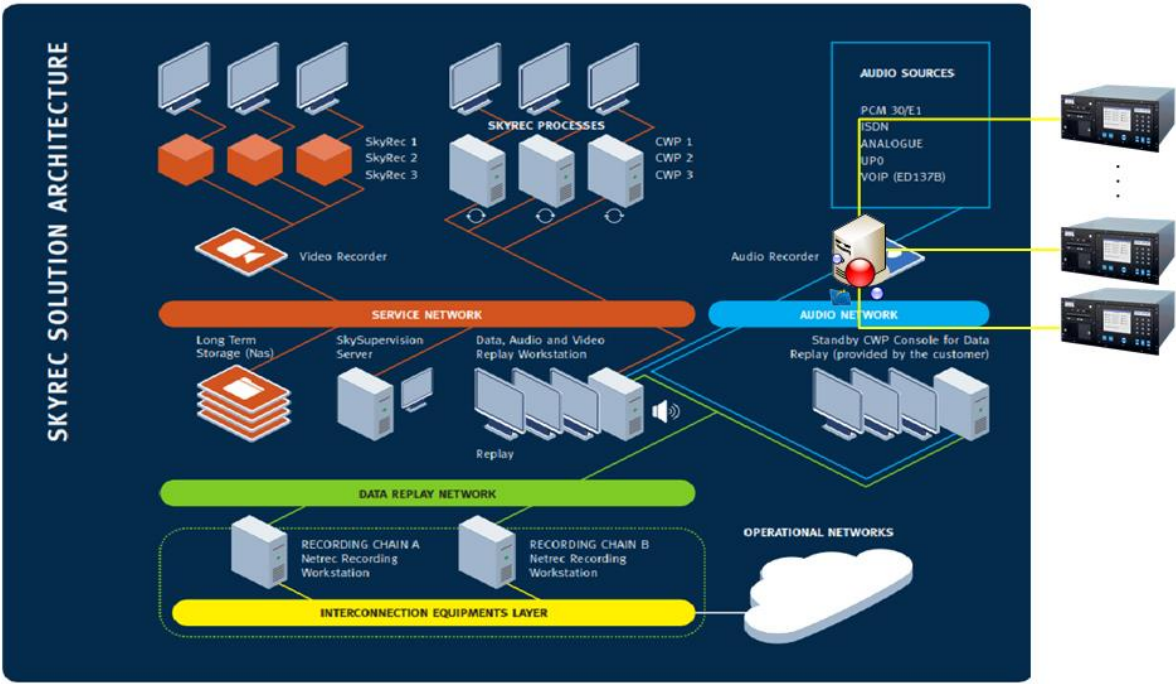 SKYREC SOLUTION ARCHITECTURE
SKYREC PROCESSES
SkyRec 1
SkyRec 2
SkyRec 3
CWP 1
CWP 2
CWP 3
AUDIO SOURCES
PCM 30/E1
ISDN
ANALOGUE
UP0
VOIP (ED137B)
Video Recorder
Audio Recorder
SERVICE NETWORK
AUDIO NETWORK
Long Term
Storage (Nas)
SkySupervision
Server
Data, Audio and Video
Replay Workstation
Standby CWP Console for Data
Replay (provided by the customer)
Replay
DATA REPLAY NETWORK
RECORDING CHAIN A
Netrec Recording
Workstation
RECORDING CHAIN B
Netrec Recording
Workstation
OPERATIONAL NETWORKS
INTERCONNECTION EQUIPMENTS LAYER